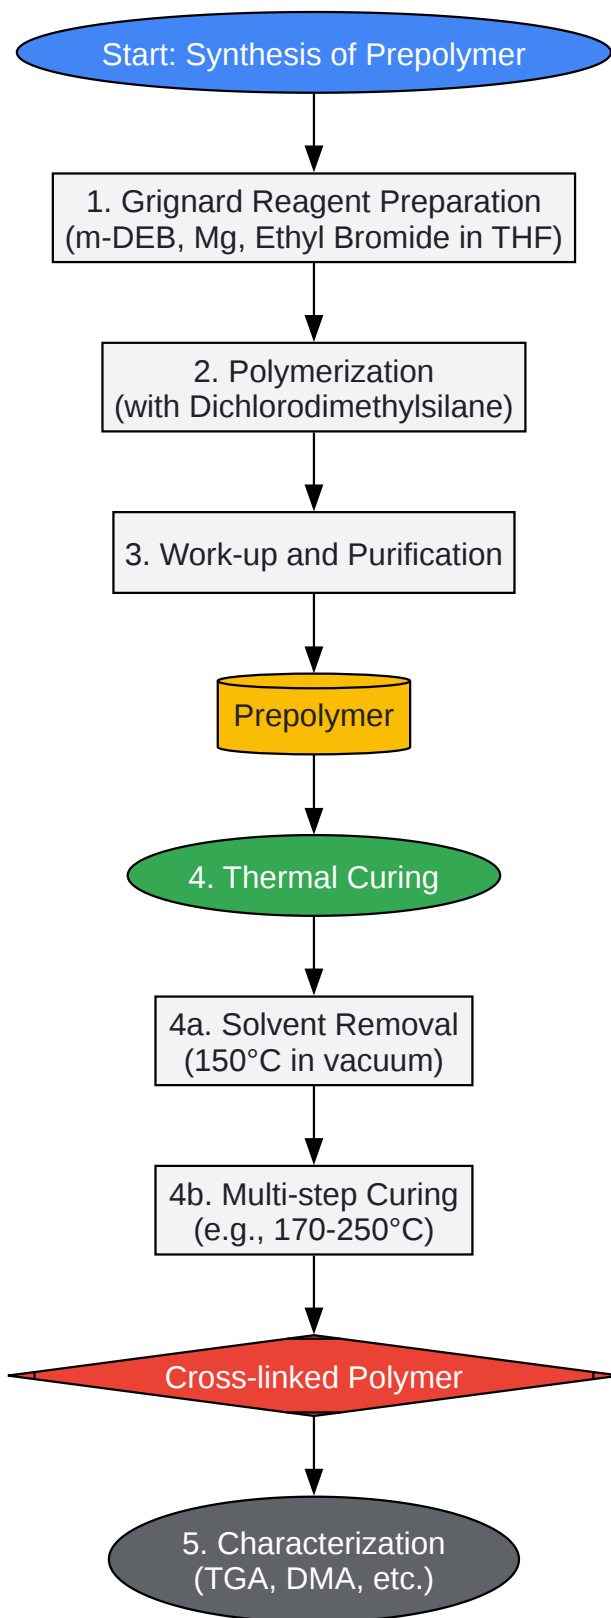 Start: Synthesis of Prepolymer
1. Grignard Reagent Preparation
(m-DEB, Mg, Ethyl Bromide in THF)
2. Polymerization
(with Dichlorodimethylsilane)
3. Work-up and Purification
Prepolymer
4. Thermal Curing
4a. Solvent Removal
(150°C in vacuum)
4b. Multi-step Curing
(e.g., 170-250°C)
Cross-linked Polymer
5. Characterization
(TGA, DMA, etc.)